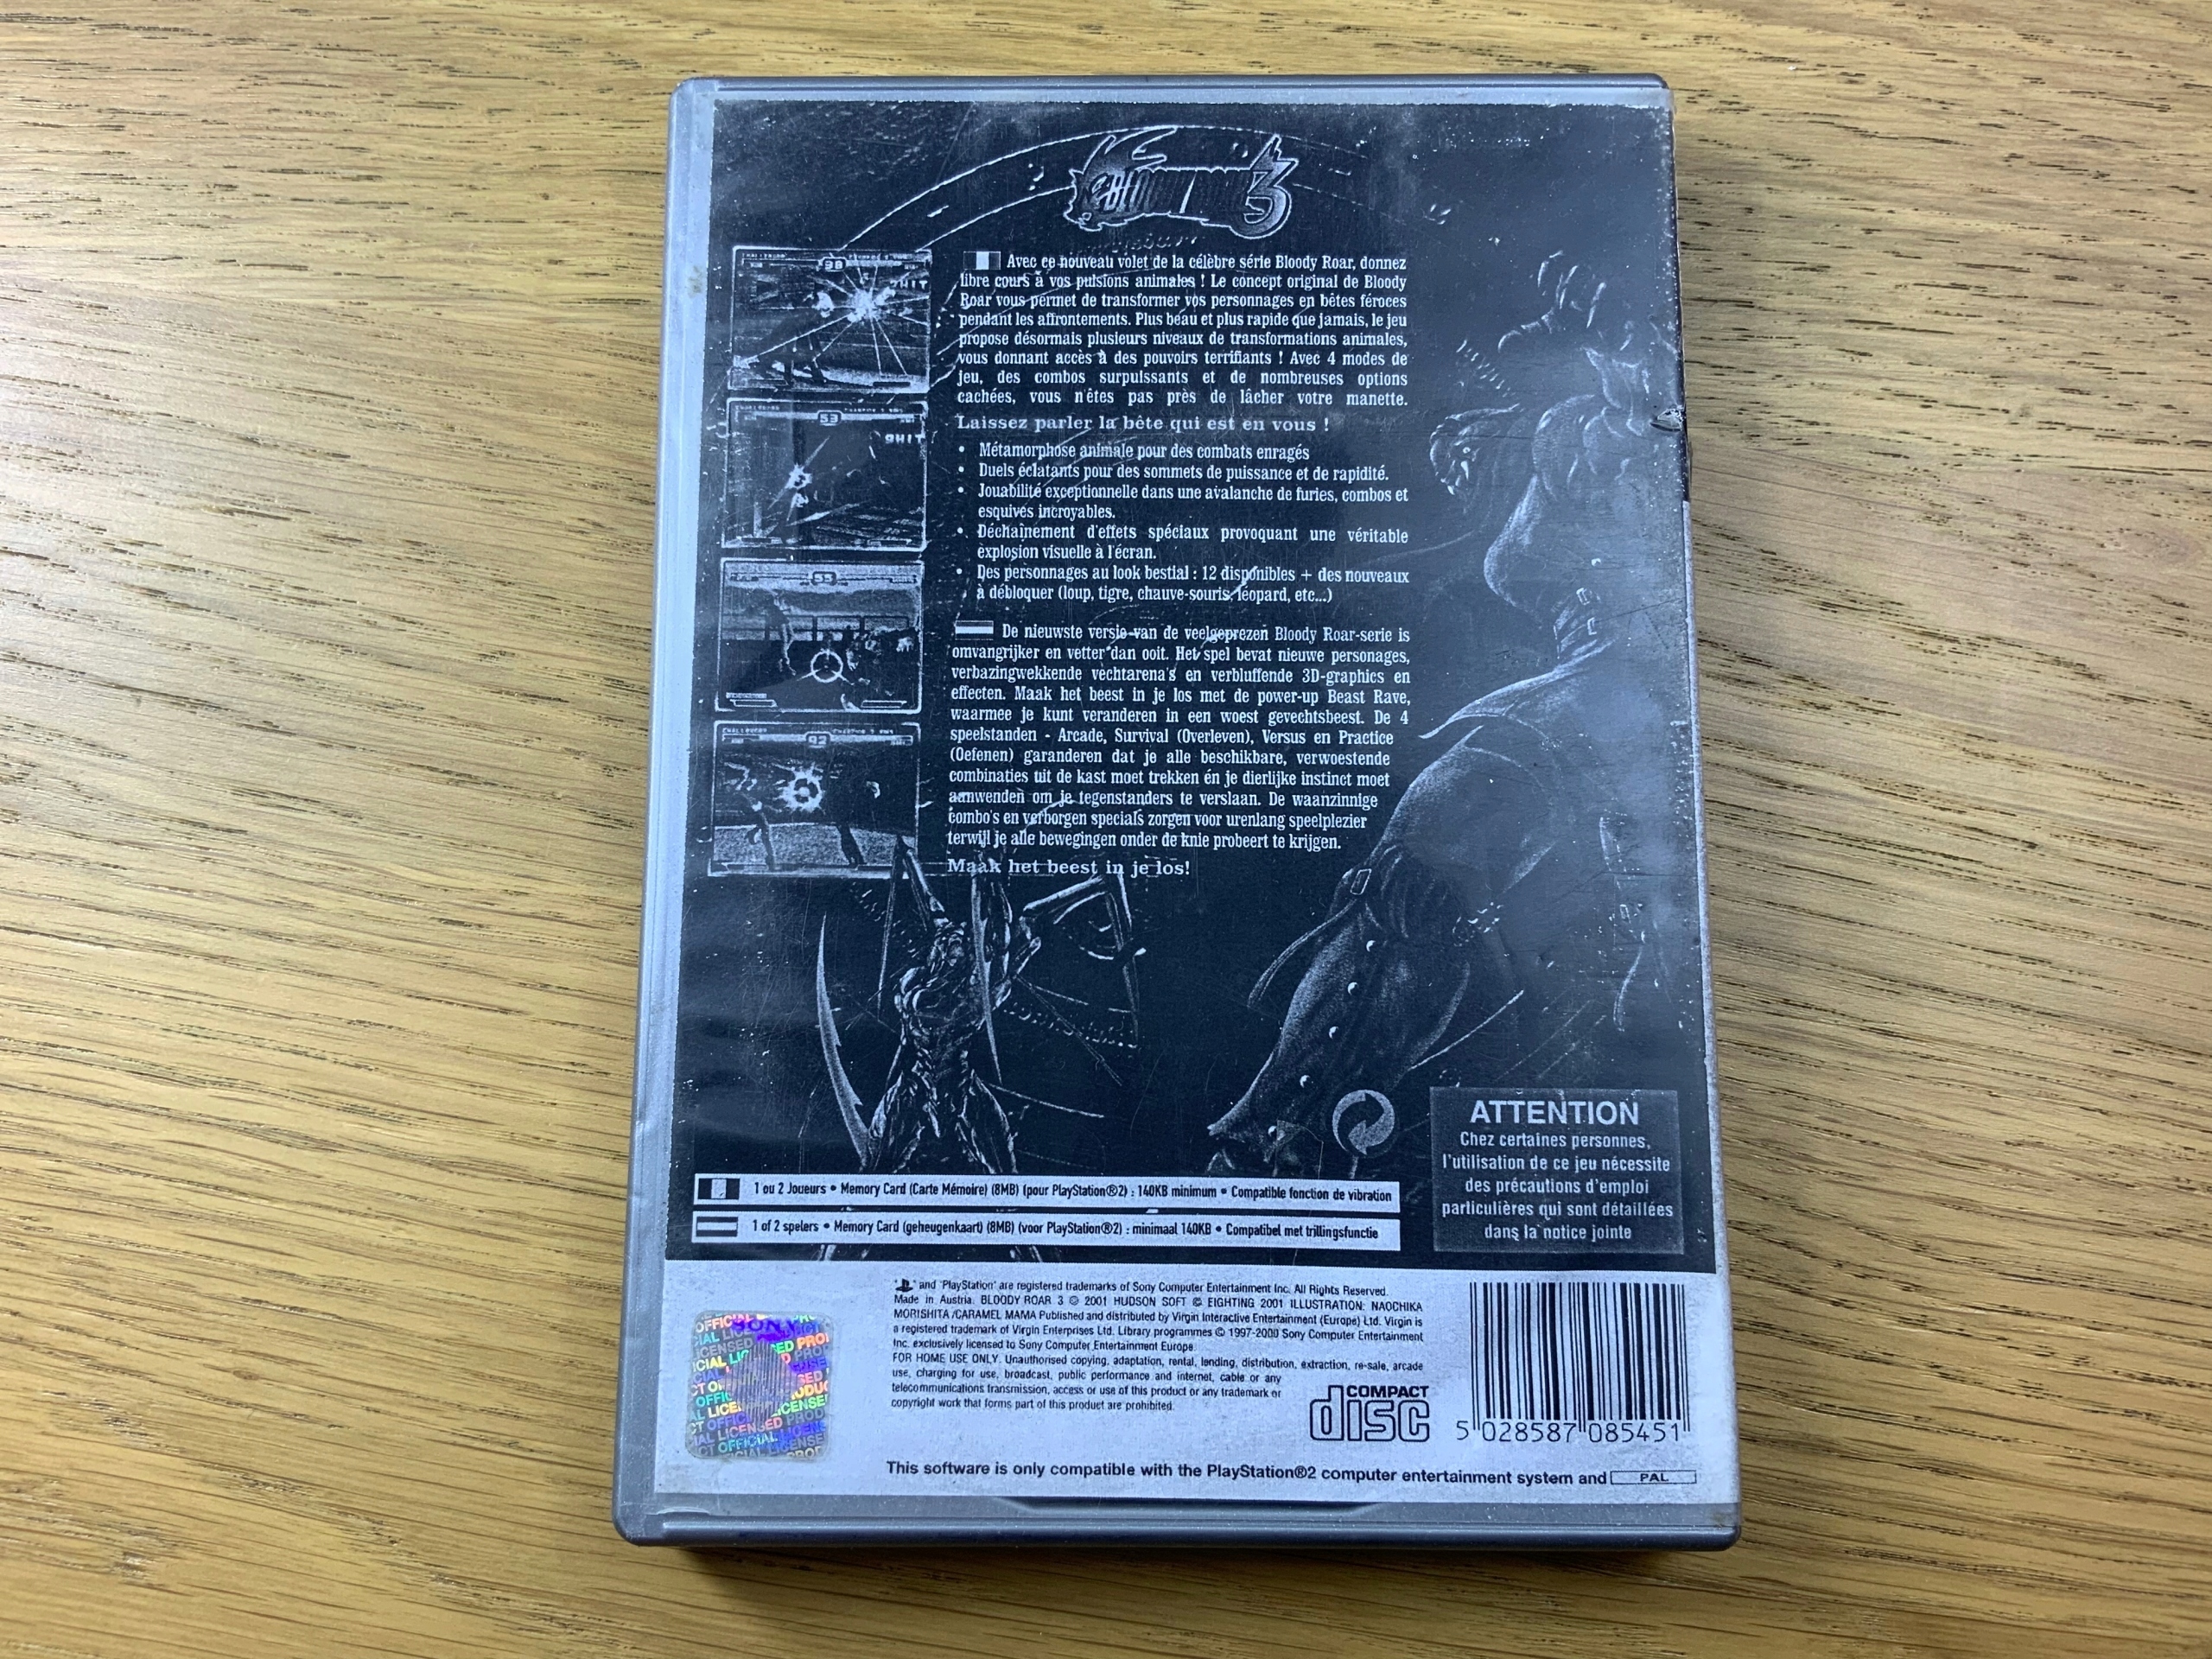 BLOODY ROAR 3
Avec ce nouveau volet de la célèbre série Bloody Roar, donnez
libre cours à vos pulsions animales ! Le concept original de Bloody
Roar vous permet de transformer vos personnages en bêtes féroces
pendant les affrontements. Plus beau et plus rapide que jamais, le jeu
propose désormais plusieurs niveaux de transformations animales,
vous donnant accès à des pouvoirs terrifiants ! Avec 4 modes de
jeu, des combos surpuissants et de nombreuses options
cachées, vous n'êtes pas près de lâcher votre manette.
Laissez parler la bête qui est en vous !
• Métamorphose animale pour des combats enragés
• Duels éclatants pour des sommets de puissance et de rapidité.
• Jouabilité exceptionnelle dans une avalanche de furies, combos et
esquives incroyables.
• Déchaînement d'effets spéciaux provoquant une véritable
explosion visuelle à l'écran.
• Des personnages au look bestial : 12 disponibles + des nouveaux
à débloquer (loup, tigre, chauve-souris, léopard, etc...)
De nieuwste versie van de veelgeprezen Bloody Roar-serie is
omvangrijker en vetter dan ooit. Het spel bevat nieuwe personages,
verbazingwekkende vechtarena's en verbluffende 3D-graphics en
effecten. Maak het beest in je los met de power-up Beast Rave,
waarmee je kunt veranderen in een woest gevechtsbeest. De 4
speelstanden - Arcade, Survival (Overleven), Versus en Practice
(Oefenen) garanderen dat je alle beschikbare, verwoestende
combinaties uit de kast moet trekken én je dierlijke instinct moet
aanwenden om je tegenstanders te verslaan. De waanzinnige
combo's en verborgen specials zorgen voor urenlang speelplezier
terwijl je alle bewegingen onder de knie probeert te krijgen.
Maak het beest in je los!
98
HIT
53
9HIT
55
CHALLENGER
92
ATTENTION
Chez certaines personnes,
l'utilisation de ce jeu nécessite
des précautions d'emploi
particulières qui sont détaillées
dans la notice jointe
1 ou 2 Joueurs • Memory Card (Carte Mémoire) (8MB) (pour PlayStation®2) : 140KB minimum • Compatible fonction de vibration
1 of 2 spelers • Memory Card (geheugenkaart) (8MB) (voor PlayStation®2) : minimaal 140KB • Compatibel met trillingsfunctie
" " and "PlayStation" are registered trademarks of Sony Computer Entertainment Inc. All Rights Reserved.
Made in Austria. BLOODY ROAR 3 © 2001 HUDSON SOFT © EIGHTING 2001 ILLUSTRATION: NAOCHIKA
MORISHITA /CARAMEL MAMA Published and distributed by Virgin Interactive Entertainment (Europe) Ltd. Virgin is
a registered trademark of Virgin Enterprises Ltd. Library programmes © 1997-2000 Sony Computer Entertainment
Inc. exclusively licensed to Sony Computer Entertainment Europe
FOR HOME USE ONLY. Unauthorised copying, adaptation, rental, lending, distribution, extraction, re-sale, arcade
use, charging for use, broadcast, public performance and internet, cable or any
telecommunications transmission, access or use of this product or any trademark or
copyright work that forms part of this product are prohibited.
SONY
OFFICIAL LICENSED PRODUCT
COMPACT
disc
5 028587 085451
This software is only compatible with the PlayStation®2 computer entertainment system and PAL